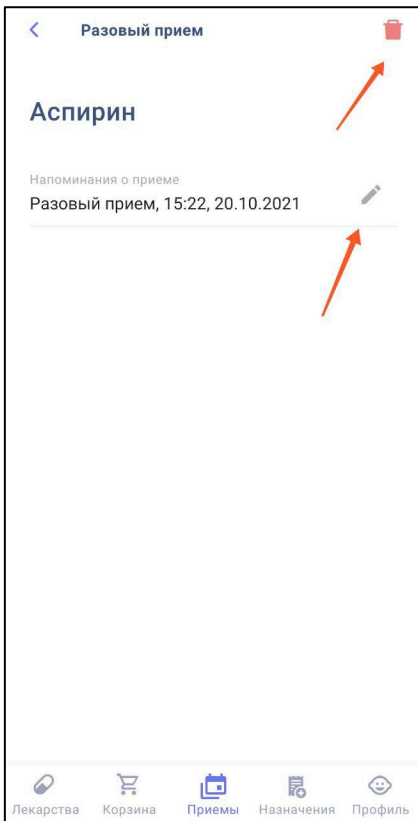 Разовый прием
Аспирин
Напоминания о приеме
Разовый прием, 15:22, 20.10.2021
Лекарства Корзина Приемы Назначения Профиль